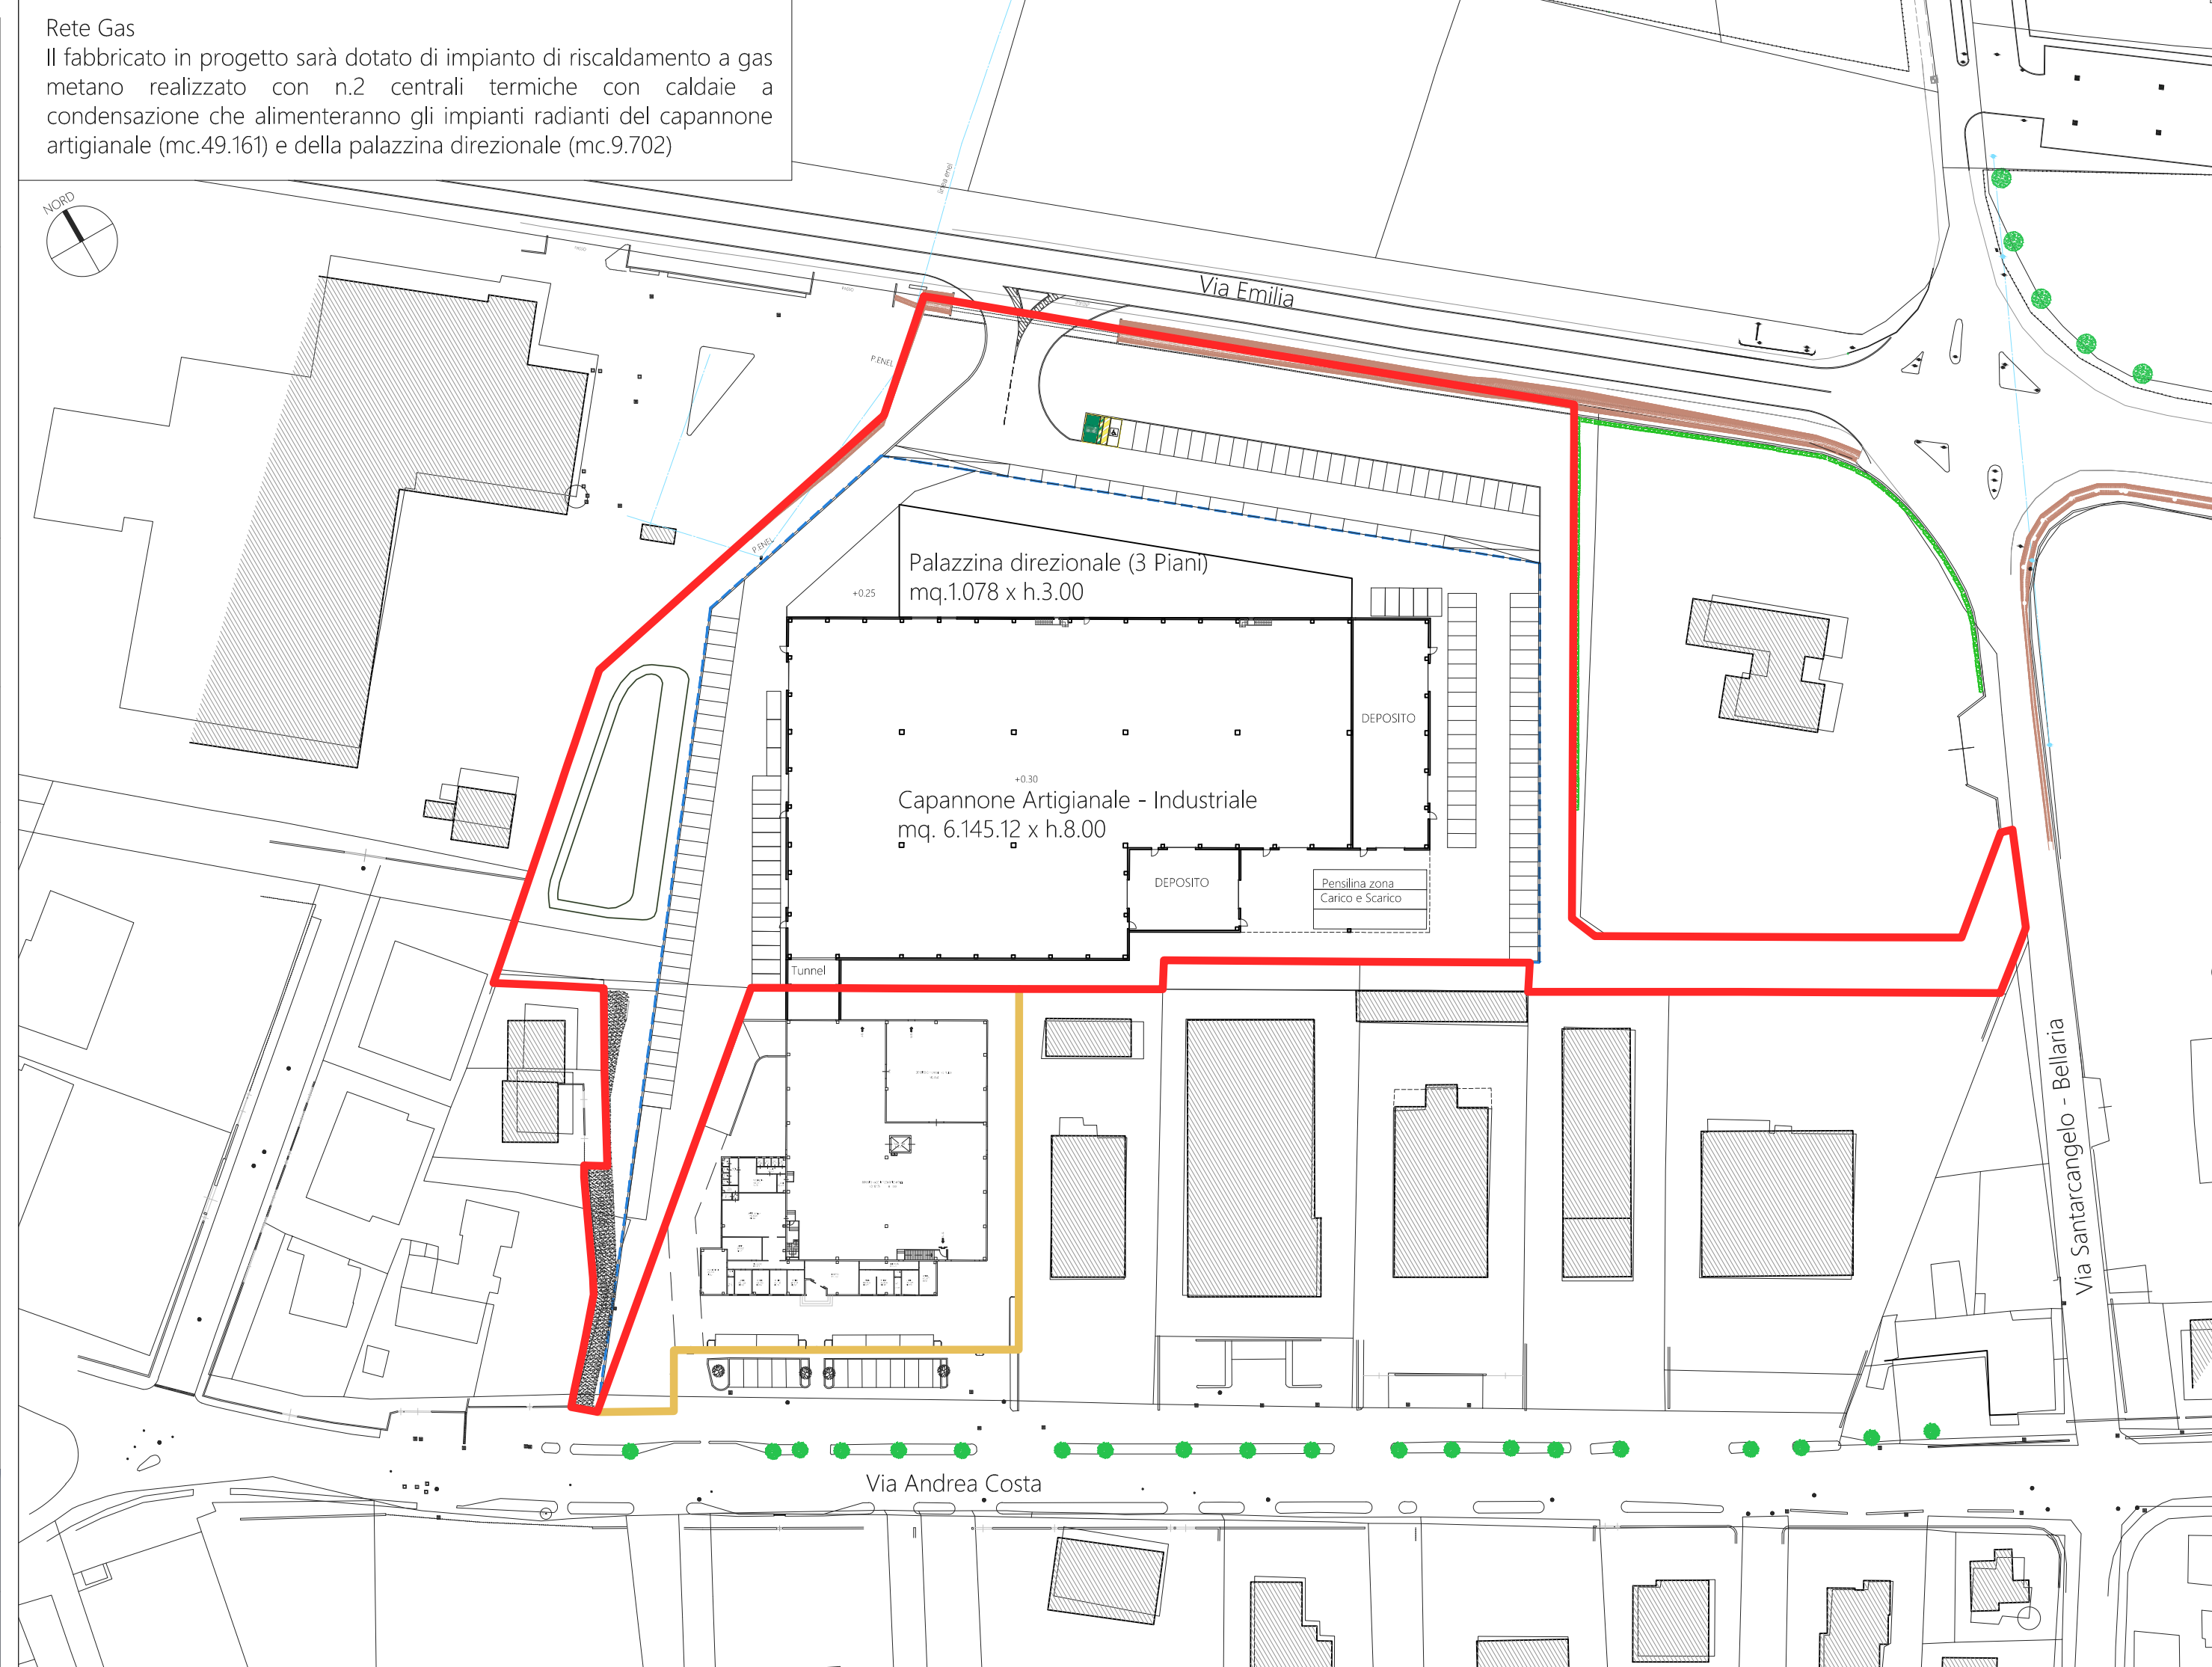 Rete Gas
Il fabbricato in progetto sarà dotato di impianto di riscaldamento a gas
metano realizzato con n.2 centrali termiche con caldaie a
condensazione che alimenteranno gli impianti radianti del capannone
artigianale (mc.49.161) e della palazzina direzionale (mc.9.702)
NORD
linea enel
Via Emilia
P.ENEL
P.ENEL
Palazzina direzionale (3 Piani)
mq.1.078 x h.3.00
+0.25
DEPOSITO
+0.30
Capannone Artigianale - Industriale
mq. 6.145.12 x h.8.00
DEPOSITO
Pensilina zona
Carico e Scarico
Tunnel
Via Santarcangelo - Bellaria
Via Andrea Costa